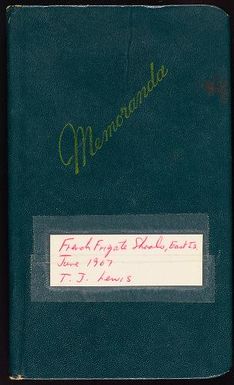 Memoranda
French Frigate Shoals, East Is
June 1967
T. J. Lewis